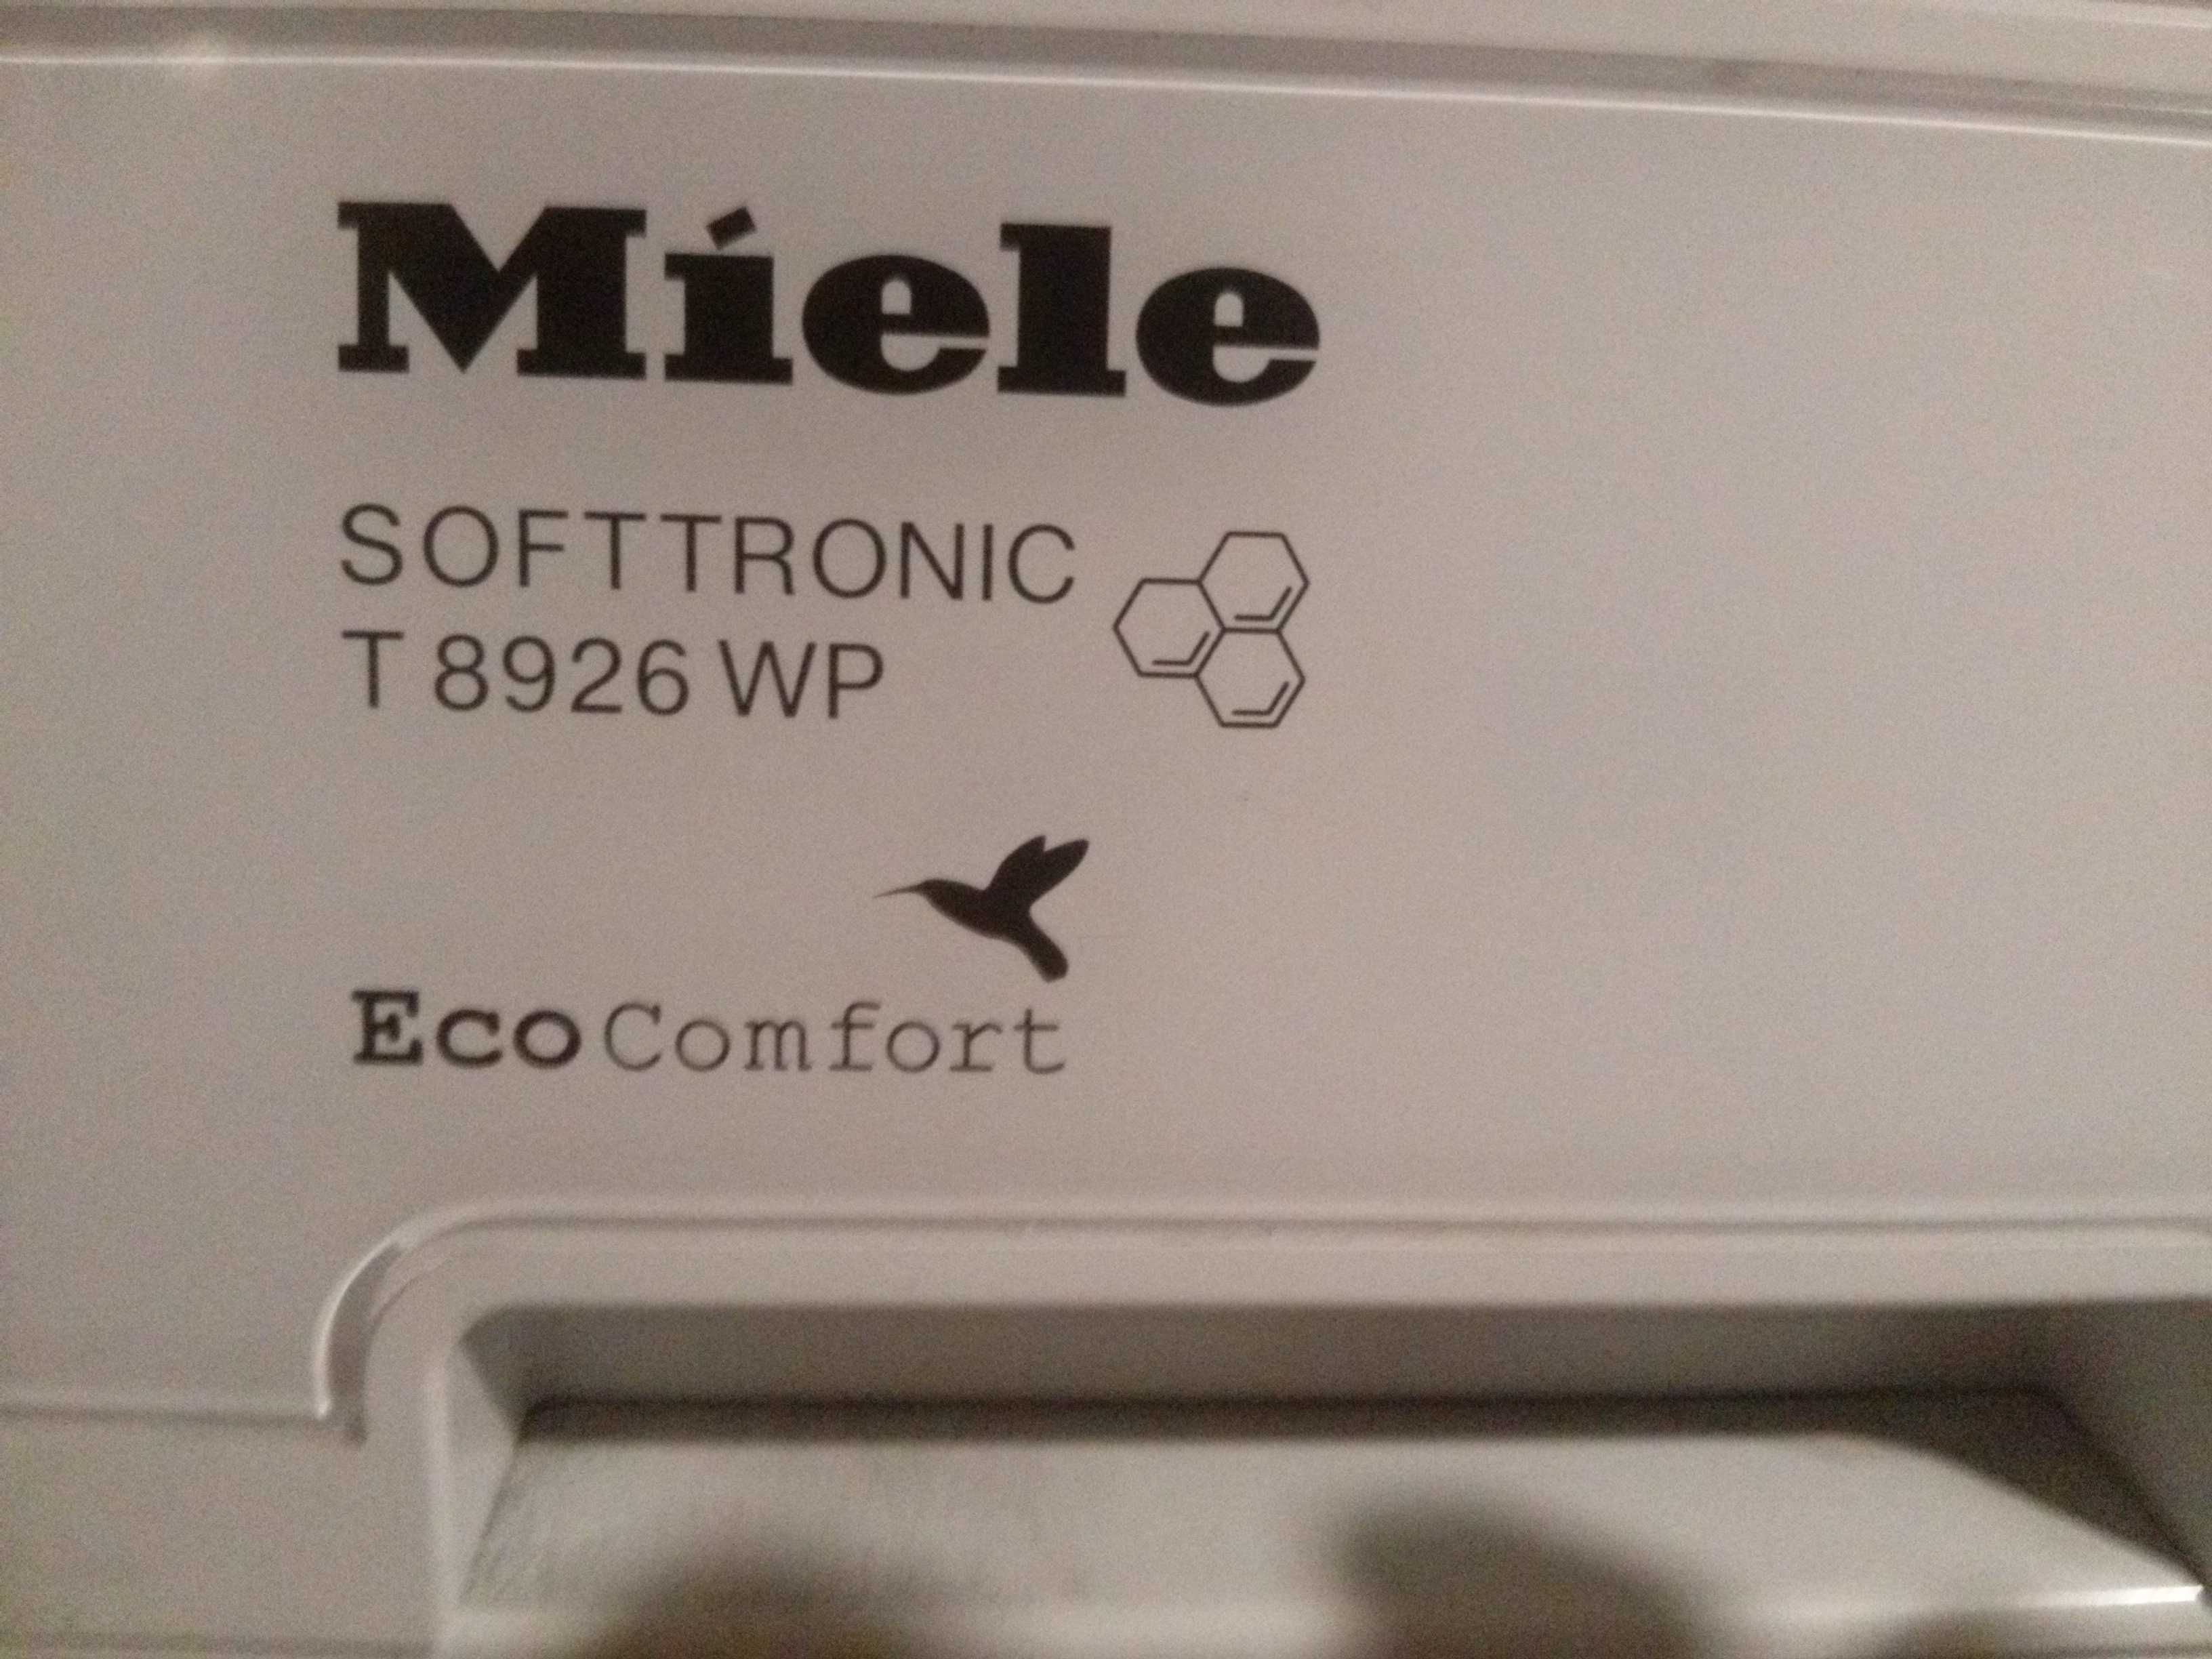 Miele
SOFTTRONIC
T 8926 WP
EcoComfort